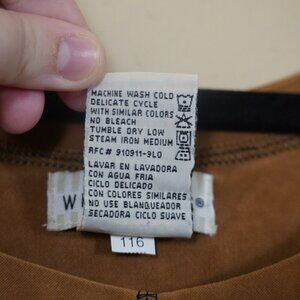 MACHINE WASH COLD
DELICATE CYCLE
WITH SIMILAR COLORS
NO BLEACH
TUMBLE DRY LOW
STEAM IRON MEDIUM
RFC# 910911-9L0
LAVAR EN LAVADORA
CON AGUA FRIA
CICLO DELICADO
CON COLORES SIMILARES
NO USE BLANQUEADOR
SECADORA CICLO SUAVE
116
W
®